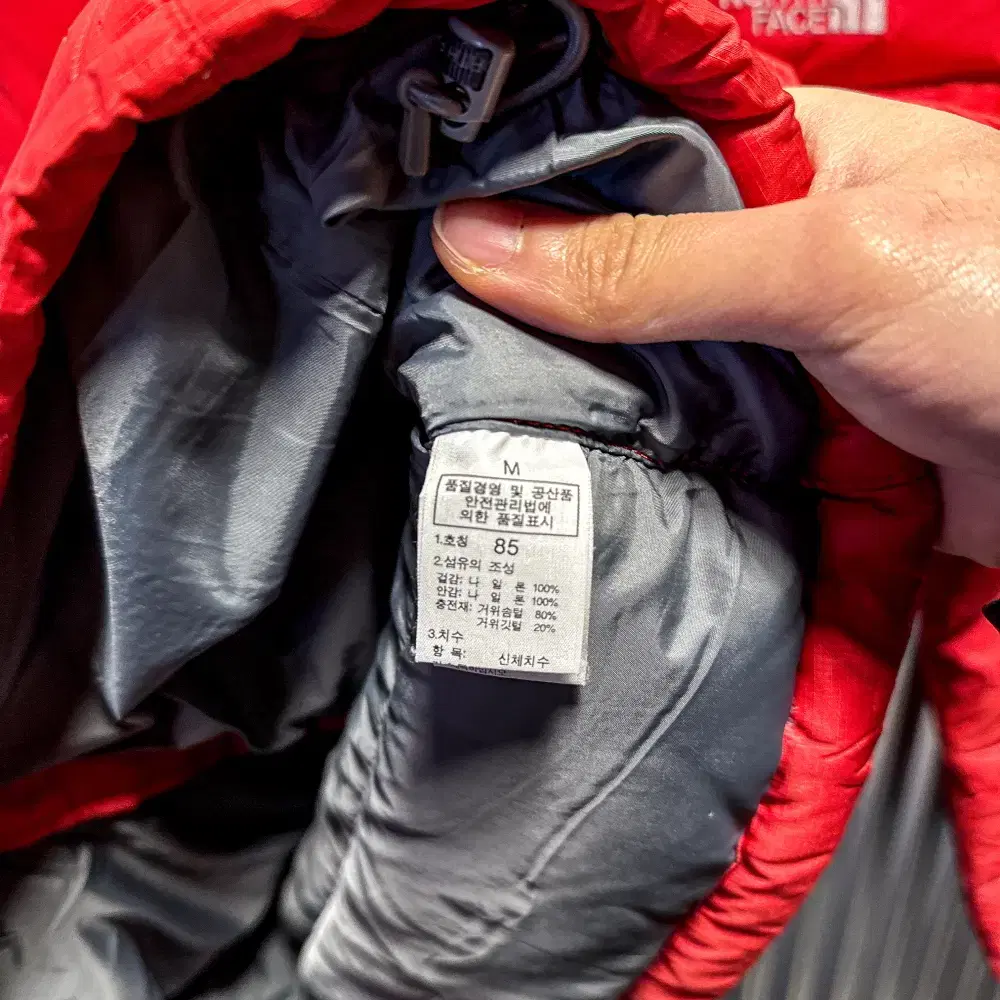 FACE
M
품질경영 및 공산품
안전관리법에
의한 품질표시
1.호칭 85
2.섬유의 조성
겉감: 나 일 론 100%
안감: 나 일 론 100%
충전재: 거위솜털 80%
거위깃털 20%
3.치수
항 목: 신체치수